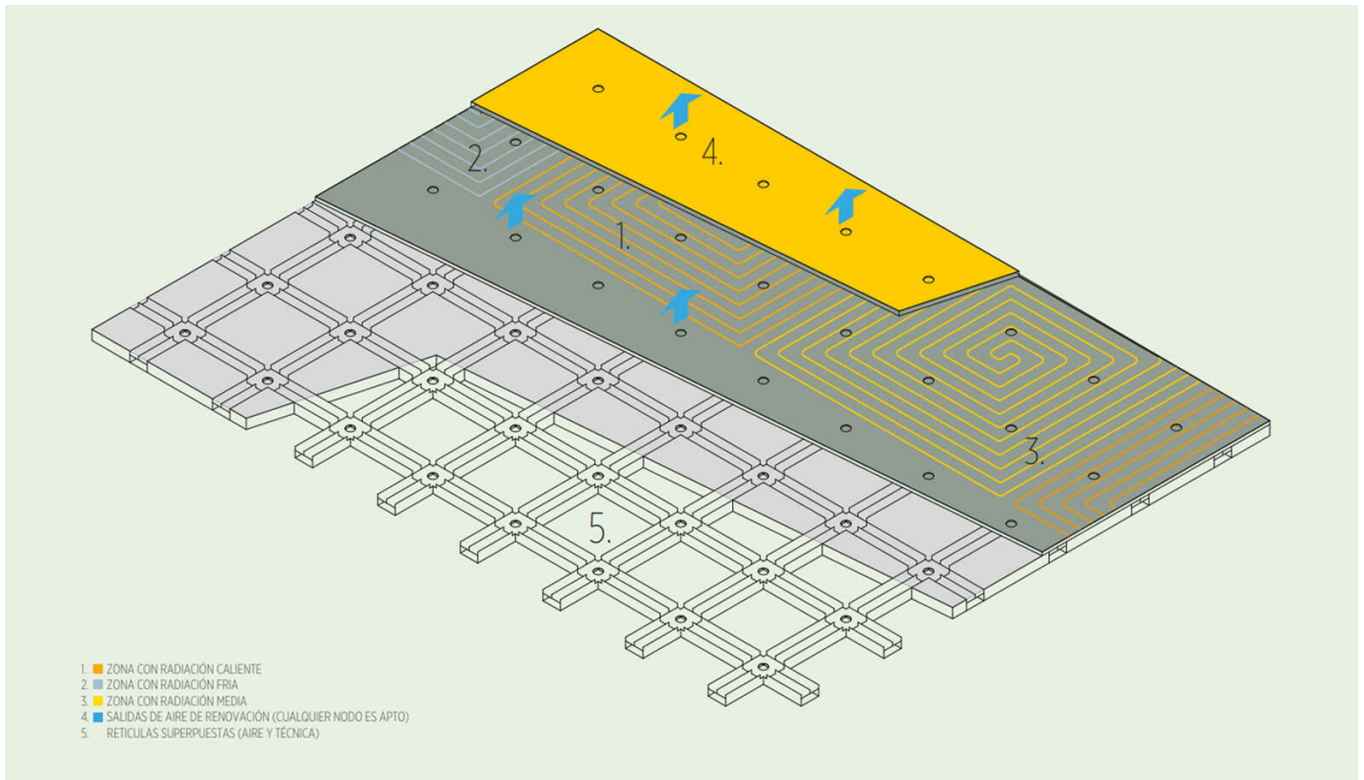 4.
2.
1.
3.
5.
1. ZONA CON RADIACIÓN CALIENTE
2. ZONA CON RADIACIÓN FRIA
3. ZONA CON RADIACIÓN MEDIA
4. SALIDAS DE AIRE DE RENOVACIÓN (CUALQUIER NODO ES APTO)
5. RETICULAS SUPERPUESTAS (AIRE Y TÉCNICA)